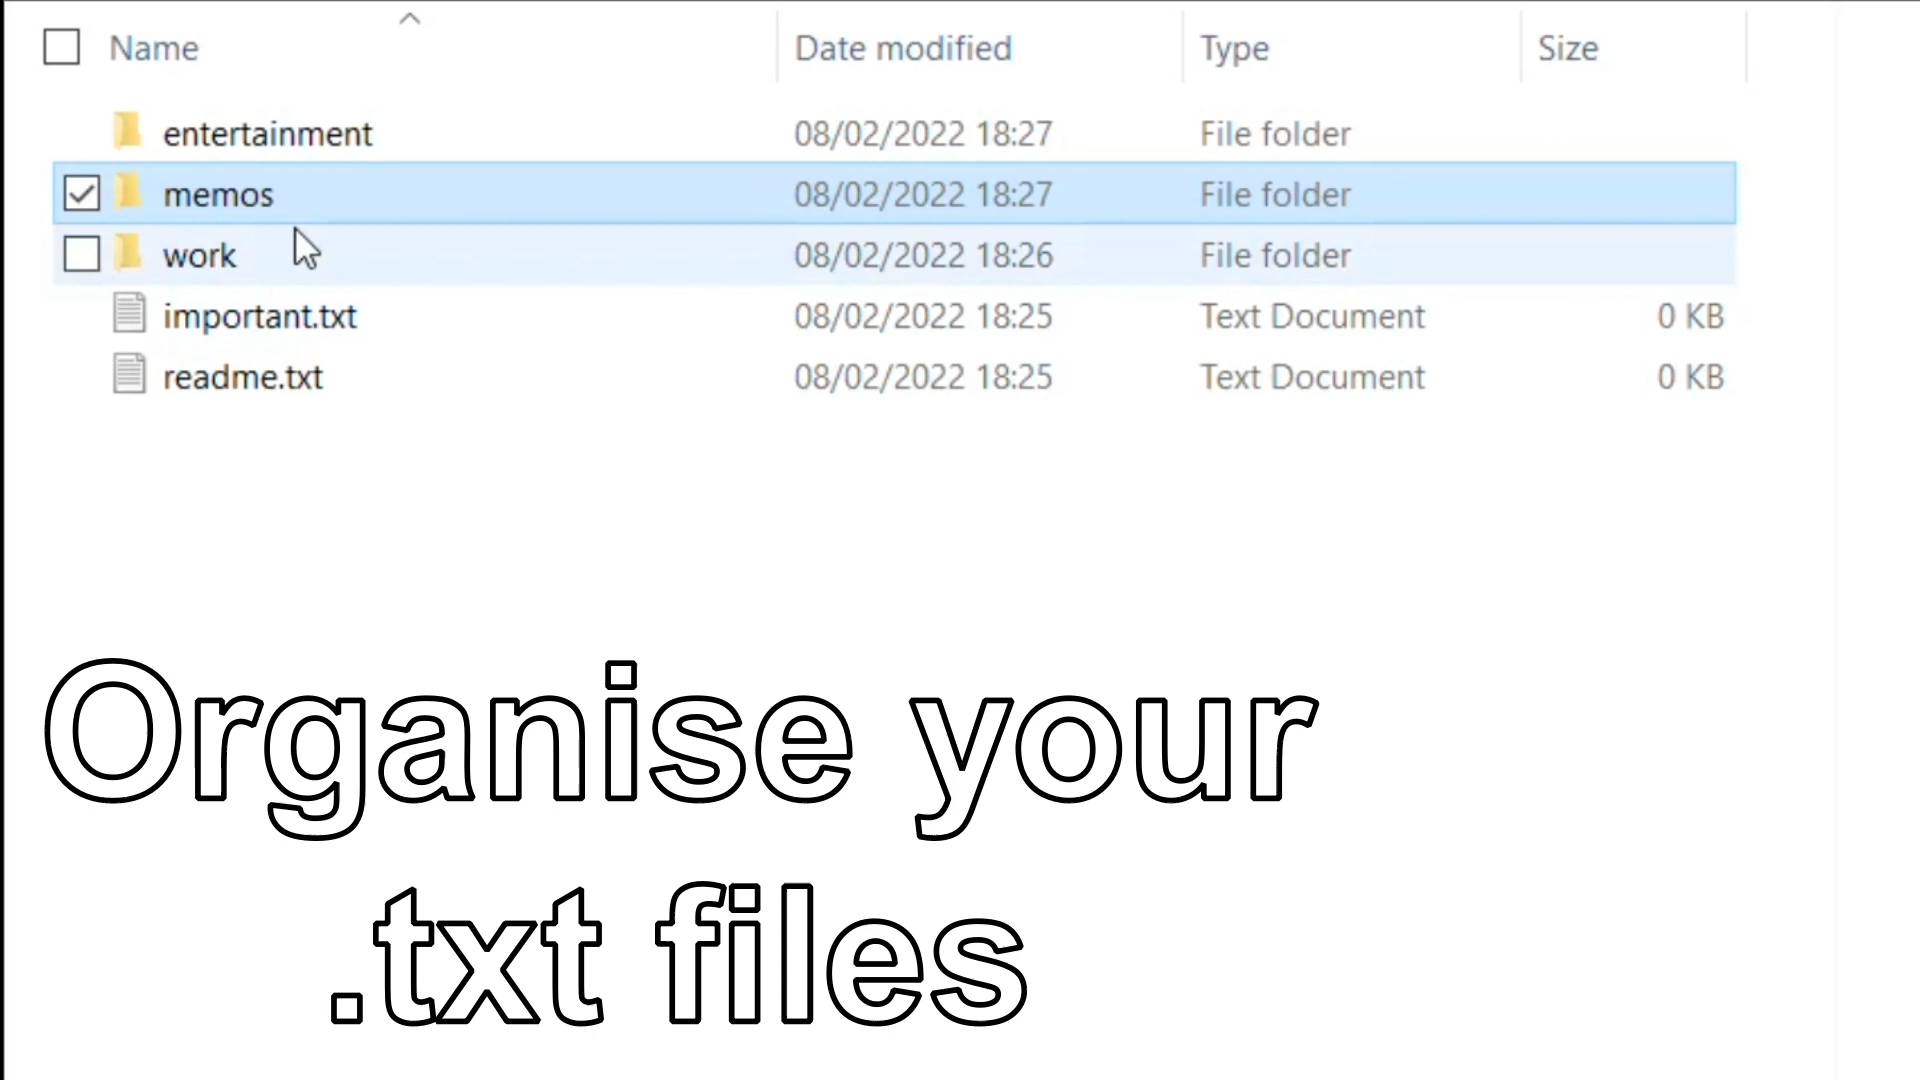 Name Date modified Type Size
entertainment 08/02/2022 18:27 File folder
memos 08/02/2022 18:27 File folder
work 08/02/2022 18:26 File folder
important.txt 08/02/2022 18:25 Text Document 0 KB
readme.txt 08/02/2022 18:25 Text Document 0 KB
Organise your
.txt files